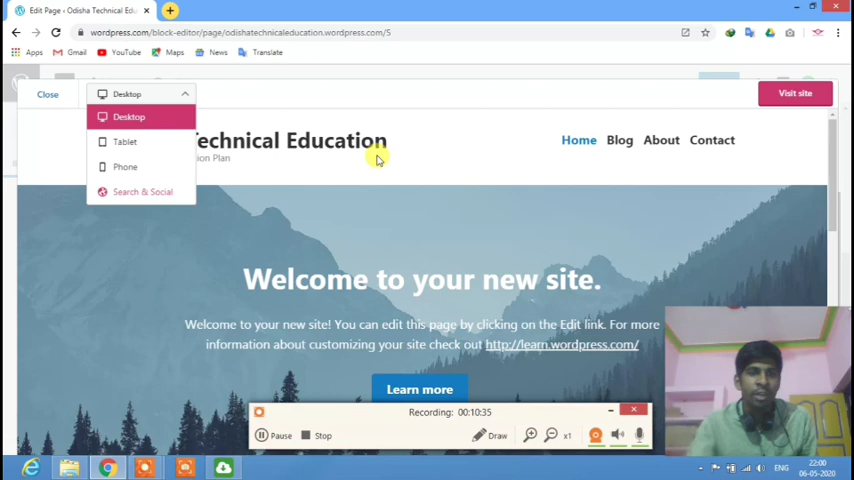 Edit Page ‹ Odisha Technical Edu
wordpress.com/block-editor/page/odishatechnicaleducation.wordpress.com/5
Apps Gmail YouTube Maps News Translate
Close Desktop Visit site
Desktop
Tablet
Phone
Search & Social
Technical Education
ion Plan
Home Blog About Contact
Welcome to your new site.
Welcome to your new site! You can edit this page by clicking on the Edit link. For more
information about customizing your site check out http://learn.wordpress.com/
Learn more
Recording: 00:10:35
Pause Stop Draw x1
ENG
22:00
06-05-2020